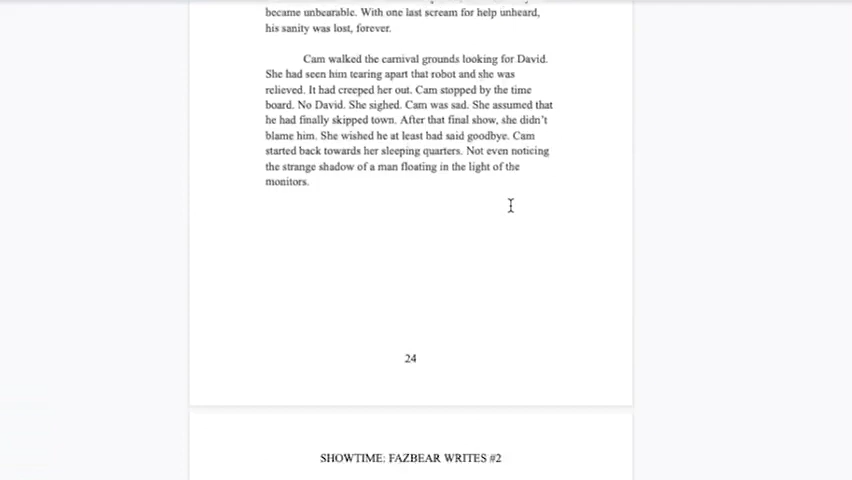 became unbearable. With one last scream for help unheard,
his sanity was lost, forever.
Cam walked the carnival grounds looking for David.
She had seen him tearing apart that robot and she was
relieved. It had creeped her out. Cam stopped by the time
board. No David. She sighed. Cam was sad. She assumed that
he had finally skipped town. After that final show, she didn't
blame him. She wished he at least had said goodbye. Cam
started back towards her sleeping quarters. Not even noticing
the strange shadow of a man floating in the light of the
monitors.
24
SHOWTIME: FAZBEAR WRITES #2